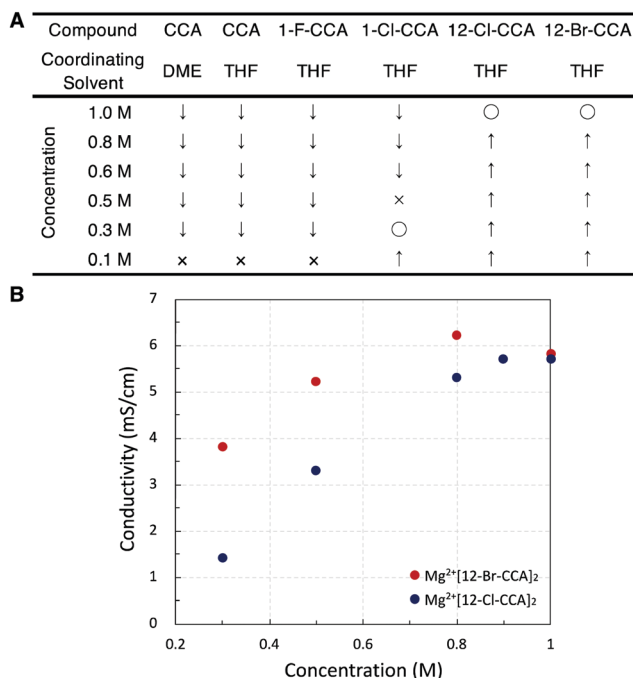 A
Compound CCA CCA 1-F-CCA 1-Cl-CCA 12-Cl-CCA 12-Br-CCA
Coordinating Solvent DME THF THF THF THF THF
Concentration
1.0 M ↓ ↓ ↓ ↓ ○ ○
0.8 M ↓ ↓ ↓ ↓ ↑ ↑
0.6 M ↓ ↓ ↓ ↓ ↑ ↑
0.5 M ↓ ↓ ↓ × ↑ ↑
0.3 M ↓ ↓ ↓ ○ ↑ ↑
0.1 M × × × ↑ ↑ ↑
B
Conductivity (mS/cm)
7
6
5
4
3
2
1
0
Mg²⁺[12-Br-CCA]₂
Mg²⁺[12-Cl-CCA]₂
0.2 0.4 0.6 0.8 1
Concentration (M)